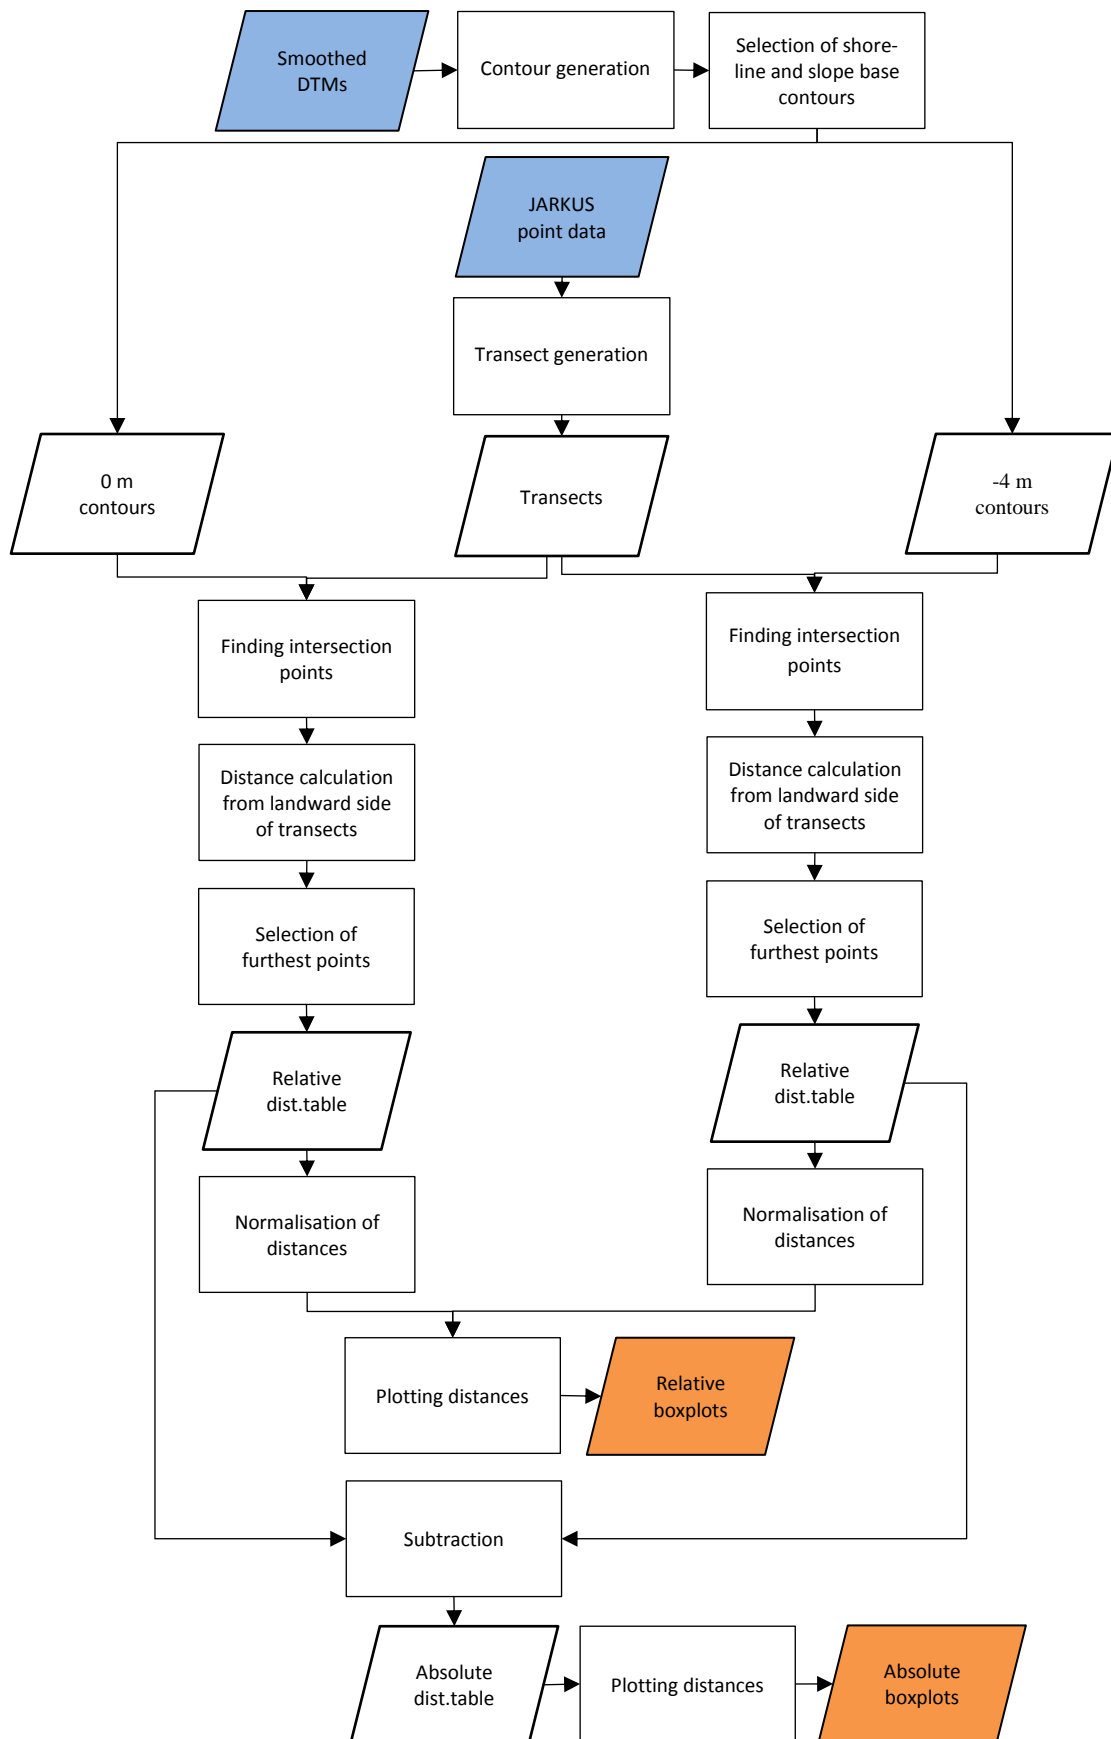 Smoothed
DTMs
Contour generation
Selection of shore-
line and slope base
contours
JARKUS
point data
Transect generation
0 m
contours
Transects
-4 m
contours
Finding intersection
points
Finding intersection
points
Distance calculation
from landward side
of transects
Distance calculation
from landward side
of transects
Selection of
furthest points
Selection of
furthest points
Relative
dist.table
Relative
dist.table
Normalisation of
distances
Normalisation of
distances
Plotting distances
Relative
boxplots
Subtraction
Absolute
dist.table
Plotting distances
Absolute
boxplots